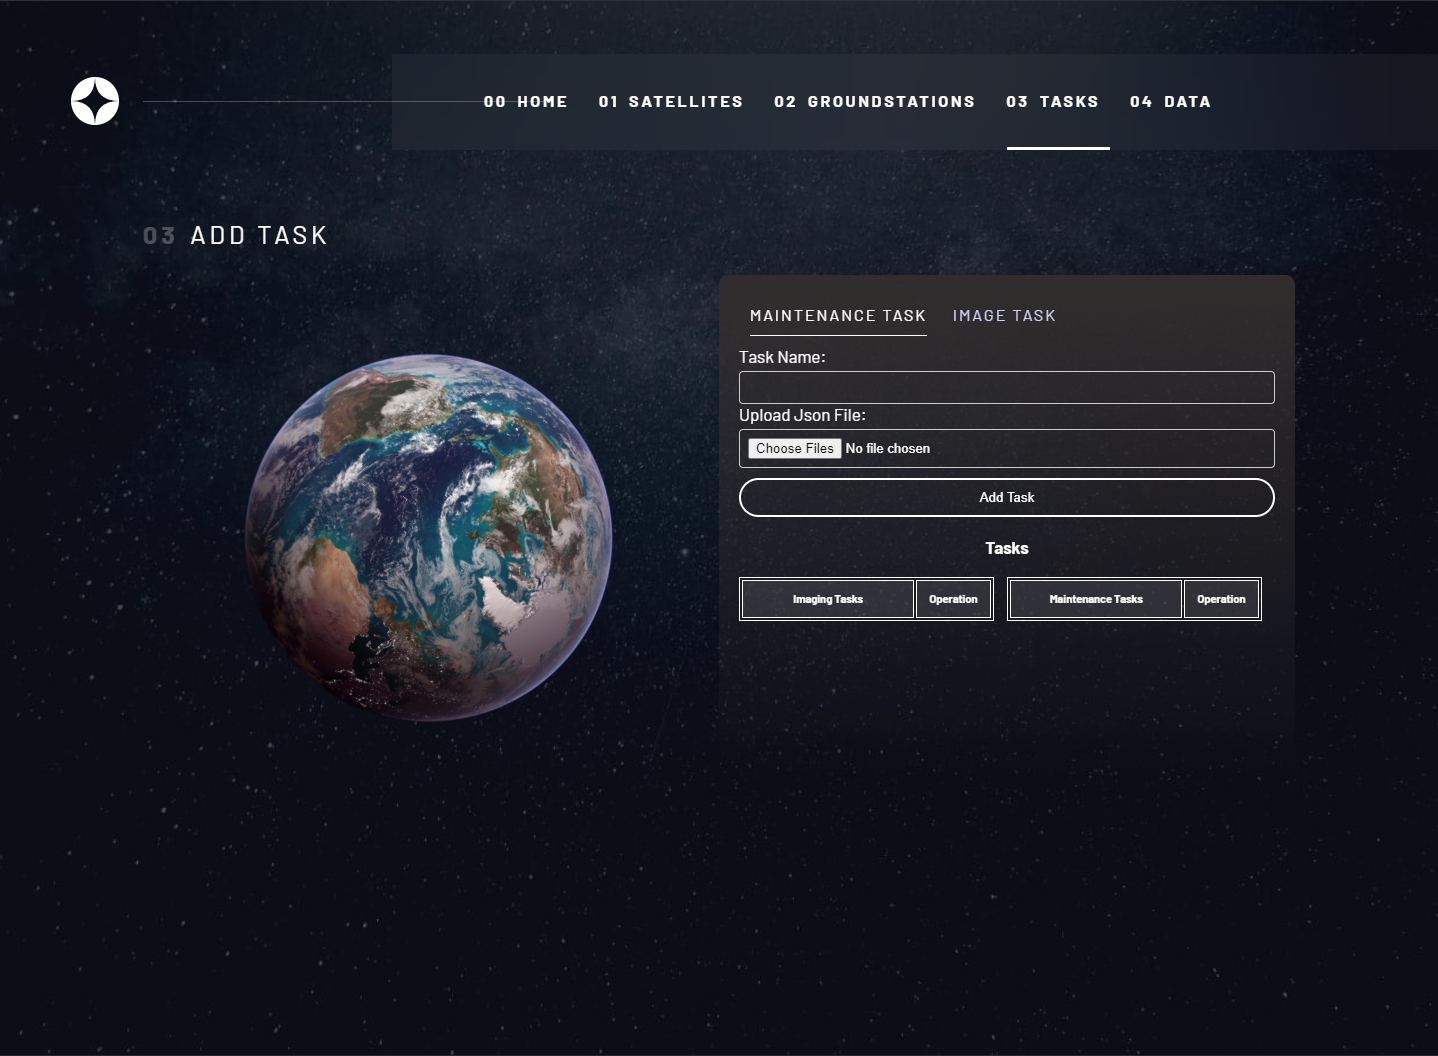 00 HOME 01 SATELLITES 02 GROUNDSTATIONS 03 TASKS 04 DATA
03 ADD TASK
MAINTENANCE TASK IMAGE TASK
Task Name:
Upload Json File:
Choose Files No file chosen
Add Task
Tasks
Imaging Tasks Operation Maintenance Tasks Operation